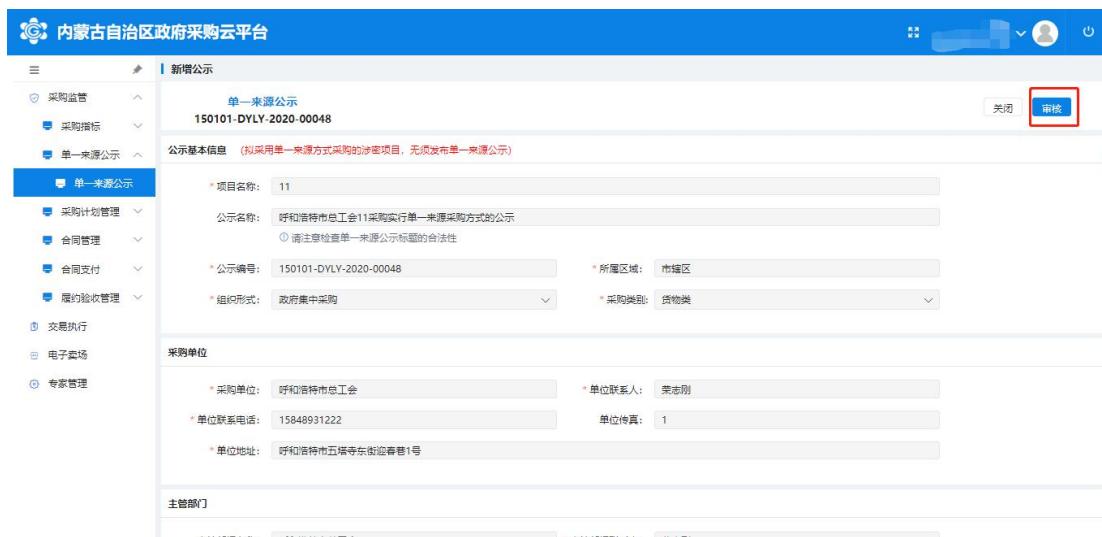 内蒙古自治区政府采购云平台
新增公示
采购监管
采购指标
单一来源公示
单一来源公示
采购计划管理
合同管理
合同支付
履约验收管理
交易执行
电子卖场
专家管理
单一来源公示
150101-DYLY-2020-00048
关闭 审核
公示基本信息 (拟采用单一来源方式采购的涉密项目，无须发布单一来源公示)
* 项目名称: 11
公示名称: 呼和浩特市总工会11采购实行单一来源采购方式的公示
请注意检查单一来源公示标题的合法性
* 公示编号: 150101-DYLY-2020-00048 * 所属区域: 市辖区
* 组织形式: 政府集中采购 * 采购类别: 货物类
采购单位
* 采购单位: 呼和浩特市总工会 * 单位联系人: 荣志刚
* 单位联系电话: 15848931222 单位传真: 1
* 单位地址: 呼和浩特市五塔寺东街迎春巷1号
主管部门